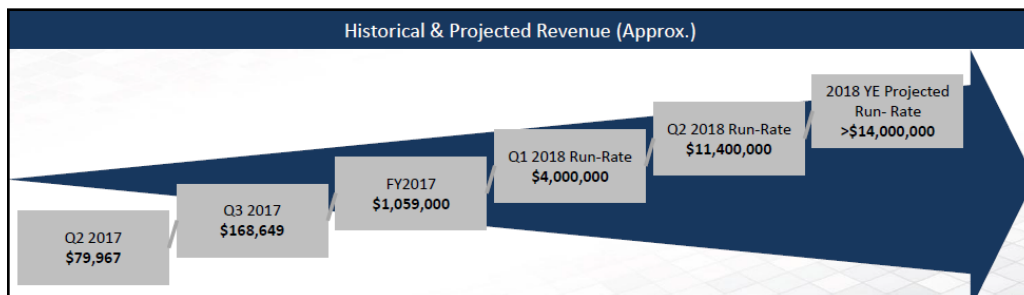 Historical & Projected Revenue (Approx.)
Q2 2017
$79,967
Q3 2017
$168,649
FY2017
$1,059,000
Q1 2018 Run-Rate
$4,000,000
Q2 2018 Run-Rate
$11,400,000
2018 YE Projected
Run- Rate
>$14,000,000